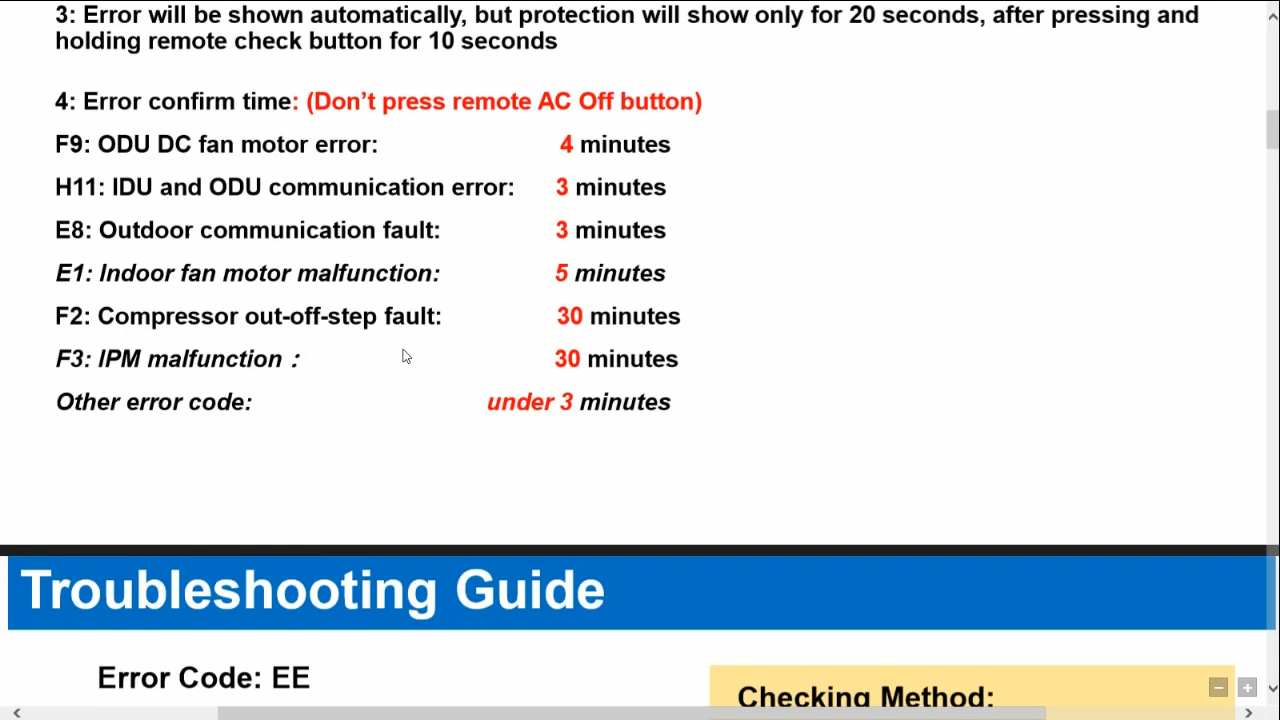 3: Error will be shown automatically, but protection will show only for 20 seconds, after pressing and
holding remote check button for 10 seconds
4: Error confirm time: (Don’t press remote AC Off button)
F9: ODU DC fan motor error: 4 minutes
H11: IDU and ODU communication error: 3 minutes
E8: Outdoor communication fault: 3 minutes
E1: Indoor fan motor malfunction: 5 minutes
F2: Compressor out-off-step fault: 30 minutes
F3: IPM malfunction： 30 minutes
Other error code: under 3 minutes
Troubleshooting Guide
Error Code: EE
Checking Method: